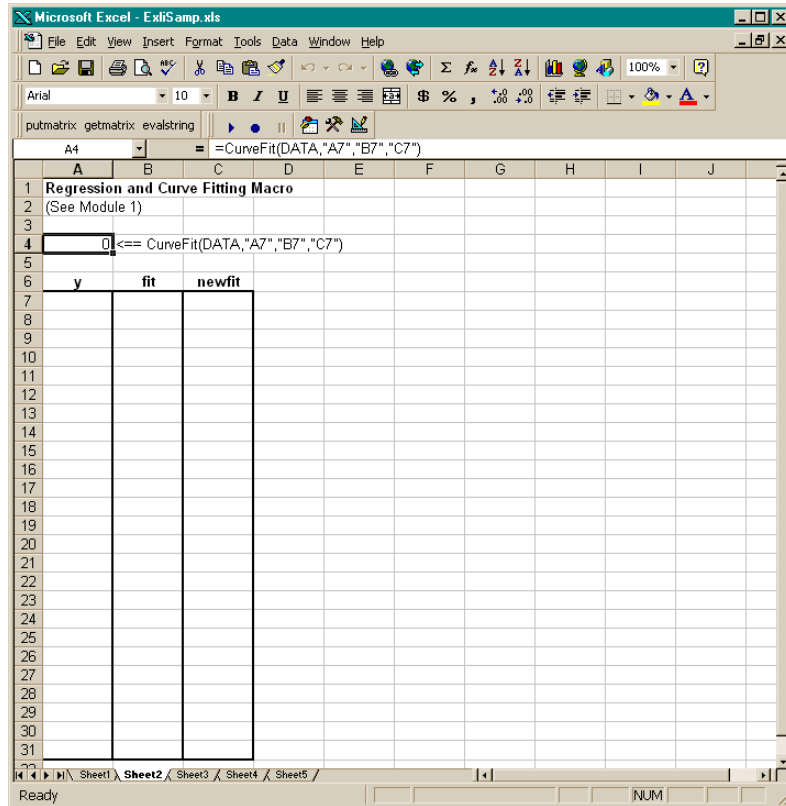 Microsoft Excel - ExliSamp.xls
File Edit View Insert Format Tools Data Window Help
100%
Arial 10 B I U $ % ,
putmatrix getmatrix evalstring
A4 = =CurveFit(DATA,"A7","B7","C7")
A B C D E F G H I J
1 Regression and Curve Fitting Macro
2 (See Module 1)
3
4 0 <== CurveFit(DATA,"A7","B7","C7")
5
6 y fit newfit
7
8
9
10
11
12
13
14
15
16
17
18
19
20
21
22
23
24
25
26
27
28
29
30
31
Sheet1 Sheet2 Sheet3 Sheet4 Sheet5
Ready NUM